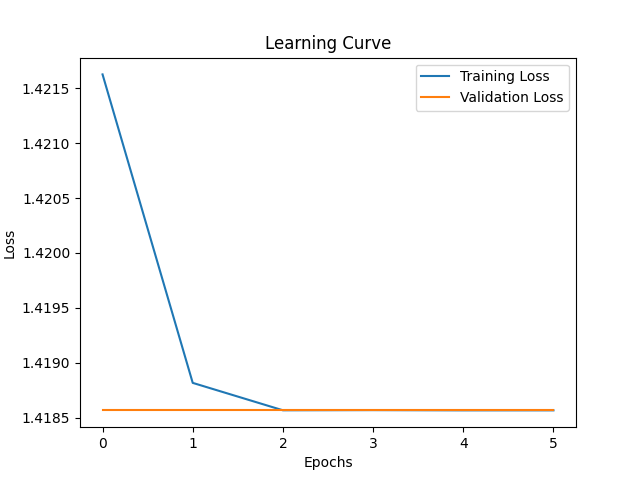 Learning Curve
Training Loss
Validation Loss
1.4215
1.4210
1.4205
1.4200
1.4195
1.4190
1.4185
Loss
0 1 2 3 4 5
Epochs